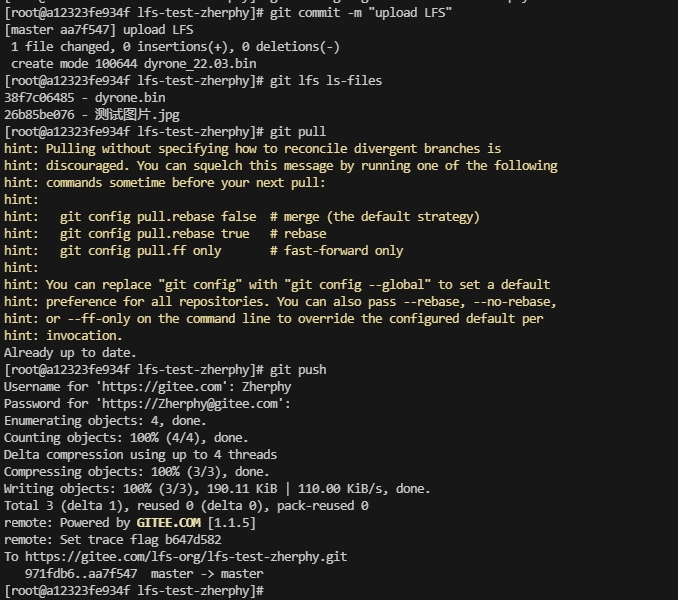 [root@a12323fe934f lfs-test-zherphy]# git commit -m "upload LFS"
[master aa7f547] upload LFS
 1 file changed, 0 insertions(+), 0 deletions(-)
 create mode 100644 dyrone_22.03.bin
[root@a12323fe934f lfs-test-zherphy]# git lfs ls-files
38f7c06485 - dyrone.bin
26b85be076 - 测试图片.jpg
[root@a12323fe934f lfs-test-zherphy]# git pull
hint: Pulling without specifying how to reconcile divergent branches is
hint: discouraged. You can squelch this message by running one of the following
hint: commands sometime before your next pull:
hint:
hint:   git config pull.rebase false  # merge (the default strategy)
hint:   git config pull.rebase true   # rebase
hint:   git config pull.ff only       # fast-forward only
hint:
hint: You can replace "git config" with "git config --global" to set a default
hint: preference for all repositories. You can also pass --rebase, --no-rebase,
hint: or --ff-only on the command line to override the configured default per
hint: invocation.
Already up to date.
[root@a12323fe934f lfs-test-zherphy]# git push
Username for 'https://gitee.com': Zherphy
Password for 'https://Zherphy@gitee.com':
Enumerating objects: 4, done.
Counting objects: 100% (4/4), done.
Delta compression using up to 4 threads
Compressing objects: 100% (3/3), done.
Writing objects: 100% (3/3), 190.11 KiB | 110.00 KiB/s, done.
Total 3 (delta 1), reused 0 (delta 0), pack-reused 0
remote: Powered by GITEE.COM [1.1.5]
remote: Set trace flag b647d582
To https://gitee.com/lfs-org/lfs-test-zherphy.git
   971fdb6..aa7f547  master -> master
[root@a12323fe934f lfs-test-zherphy]#